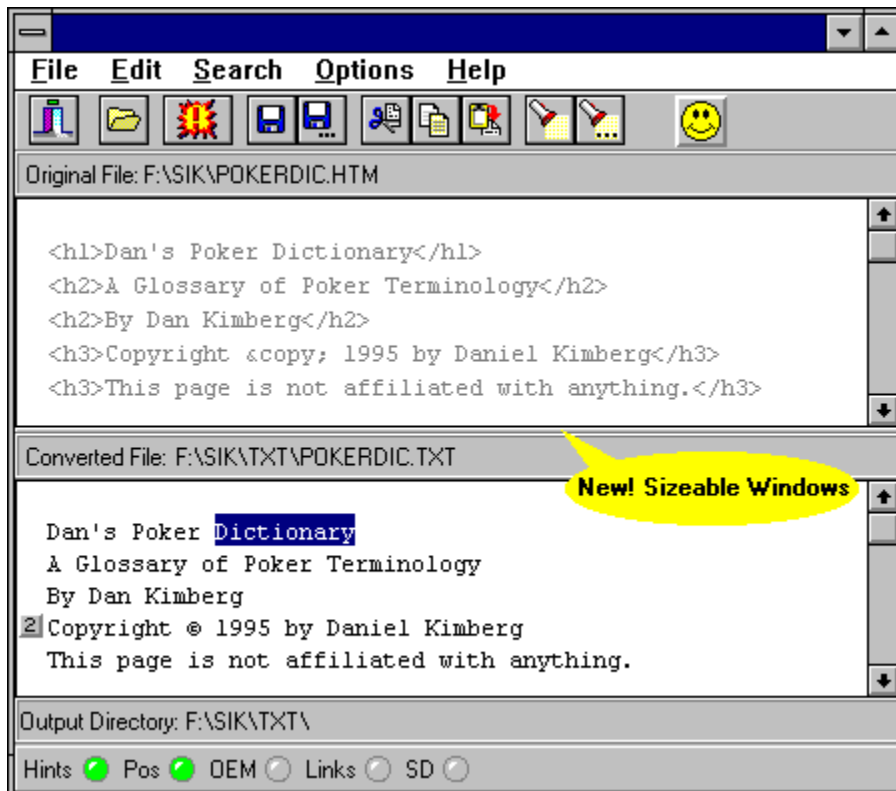 File Edit Search Options Help
Original File: F:\SIK\POKERDIC.HTM
<h1>Dan's Poker Dictionary</h1>
<h2>A Glossary of Poker Terminology</h2>
<h2>By Dan Kimberg</h2>
<h3>Copyright &copy; 1995 by Daniel Kimberg</h3>
<h3>This page is not affiliated with anything.</h3>
Converted File: F:\SIK\TXT\POKERDIC.TXT
New! Sizeable Windows
Dan's Poker Dictionary
A Glossary of Poker Terminology
By Dan Kimberg
2 Copyright © 1995 by Daniel Kimberg
This page is not affiliated with anything.
Output Directory: F:\SIK\TXT\
Hints Pos OEM Links SD